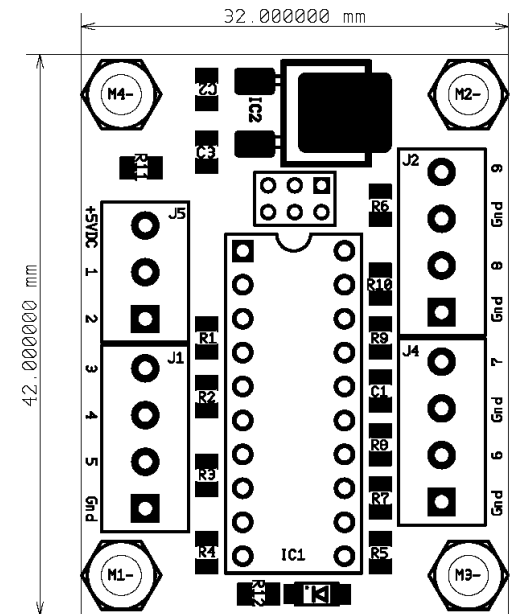 32.000000 mm
42.000000 mm
M4-
C2
IC2
M2-
C3
R11
J2
9
+5VDC
J5
R6
Gnd
1
8
R10
2
Gnd
R1
R9
J1
J4
3
7
R2
C1
4
Gnd
R8
5
6
R3
R7
Gnd
Gnd
R4
IC1
R5
M1-
M3-
R12